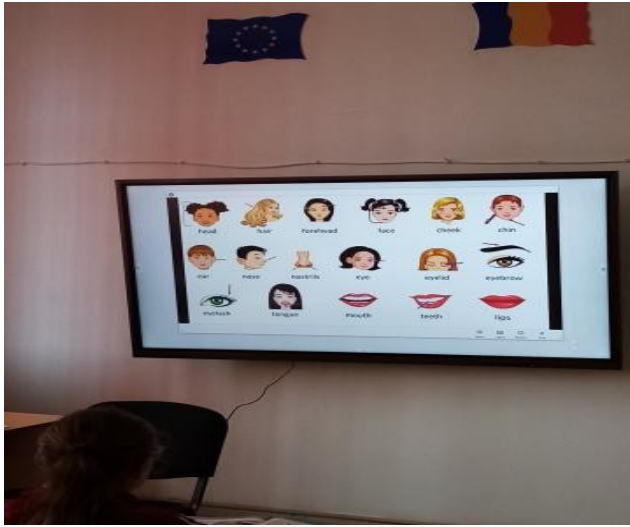 head hair forehead face cheek chin
ear nose nostrils eye eyelid eyebrow
eyelash tongue mouth teeth lips